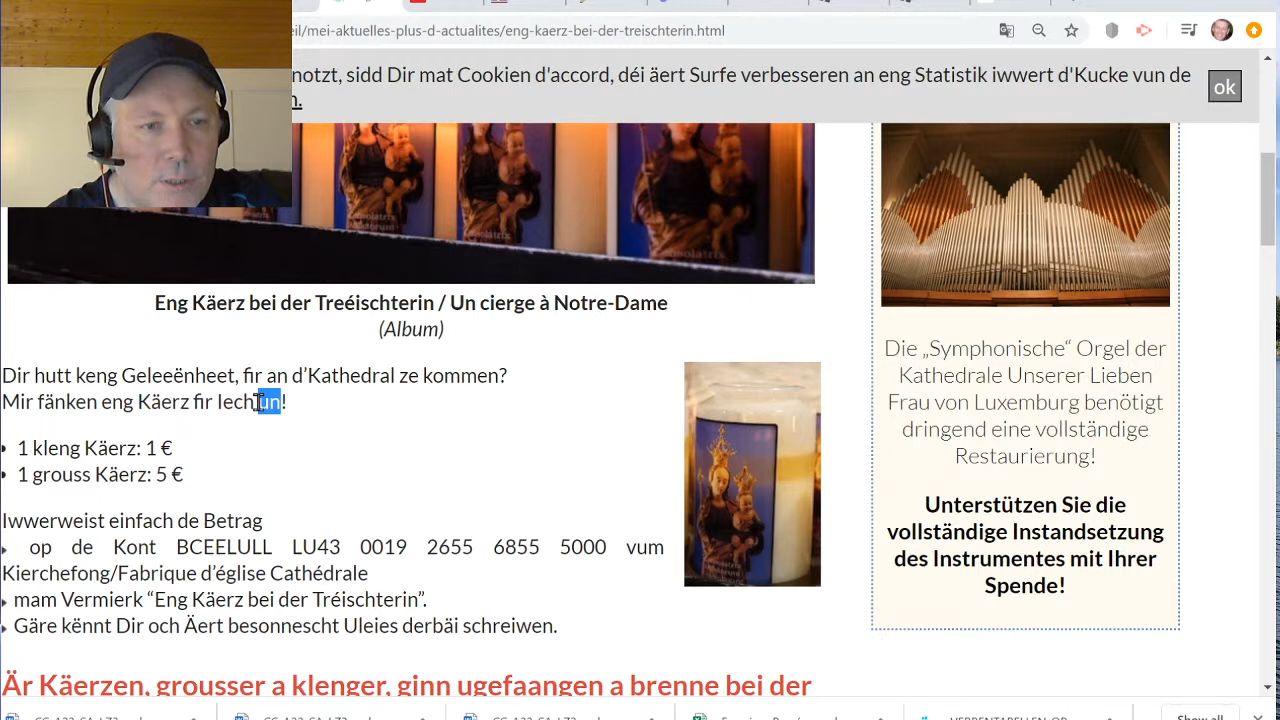 eil/mei-aktuelles-plus-d-actualites/eng-kaerz-bei-der-treischterin.html
notzt, sidd Dir mat Cookien d'accord, déi äert Surfe verbesseren an eng Statistik iwwert d'Kucke vun de
n.
ok
Eng Käerz bei der Treéischterin / Un cierge à Notre-Dame
(Album)
Dir hutt keng Geleeënheet, fir an d’Kathedral ze kommen?
Mir fänken eng Käerz fir Iech un!
• 1 kleng Käerz: 1 €
• 1 grouss Käerz: 5 €
Iwwerweist einfach de Betrag
op de Kont BCEELULL LU43 0019 2655 6855 5000 vum
Kierchefong/Fabrique d’église Cathédrale
mam Vermierk “Eng Käerz bei der Tréischterin”.
Gäre kënnt Dir och Äert besonnescht Uleies derbäi schreiwen.
Är Käerzen, grousser a klenger, ginn ugefaangen a brenne bei der
Die „Symphonische“ Orgel der
Kathedrale Unserer Lieben
Frau von Luxemburg benötigt
dringend eine vollständige
Restaurierung!
Unterstützen Sie die
vollständige Instandsetzung
des Instrumentes mit Ihrer
Spende!
Show all